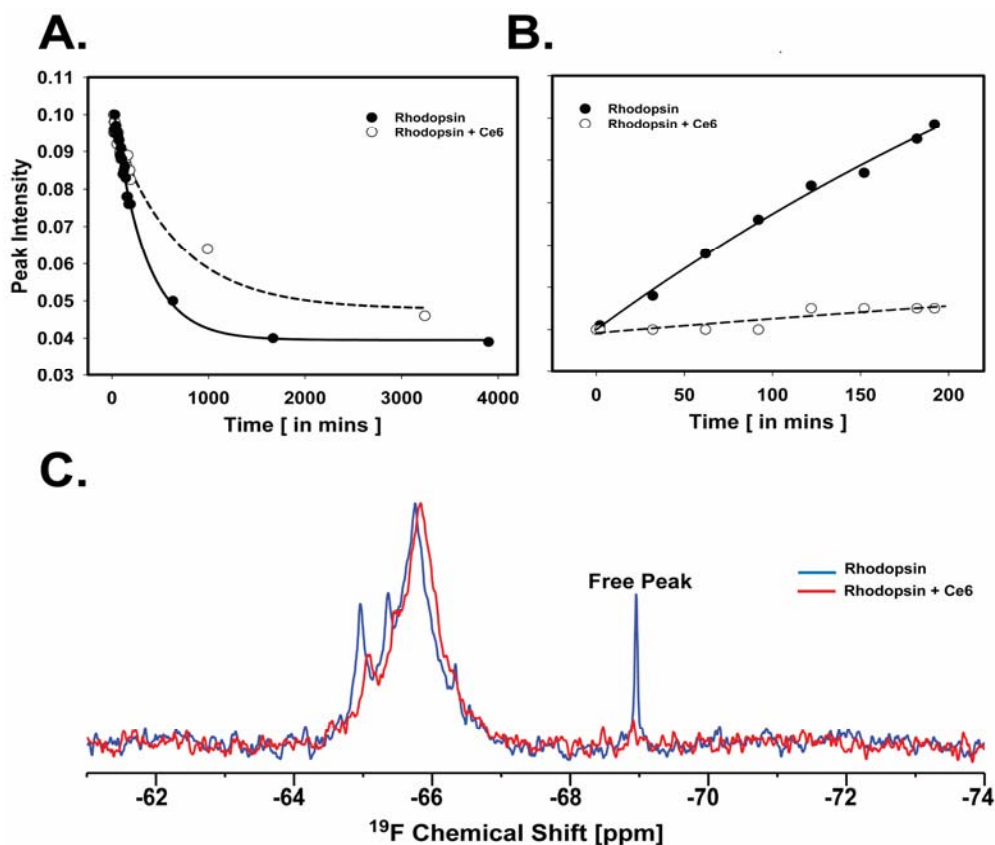 A.
B.
0.11
0.10
0.09
0.08
0.07
0.06
0.05
0.04
0.03
Peak Intensity
Rhodopsin
Rhodopsin + Ce6
0
1000
2000
3000
4000
Time [ in mins ]
Rhodopsin
Rhodopsin + Ce6
0
50
100
150
200
Time [ in mins ]
C.
Free Peak
Rhodopsin
Rhodopsin + Ce6
-62
-64
-66
-68
-70
-72
-74
19F Chemical Shift [ppm]